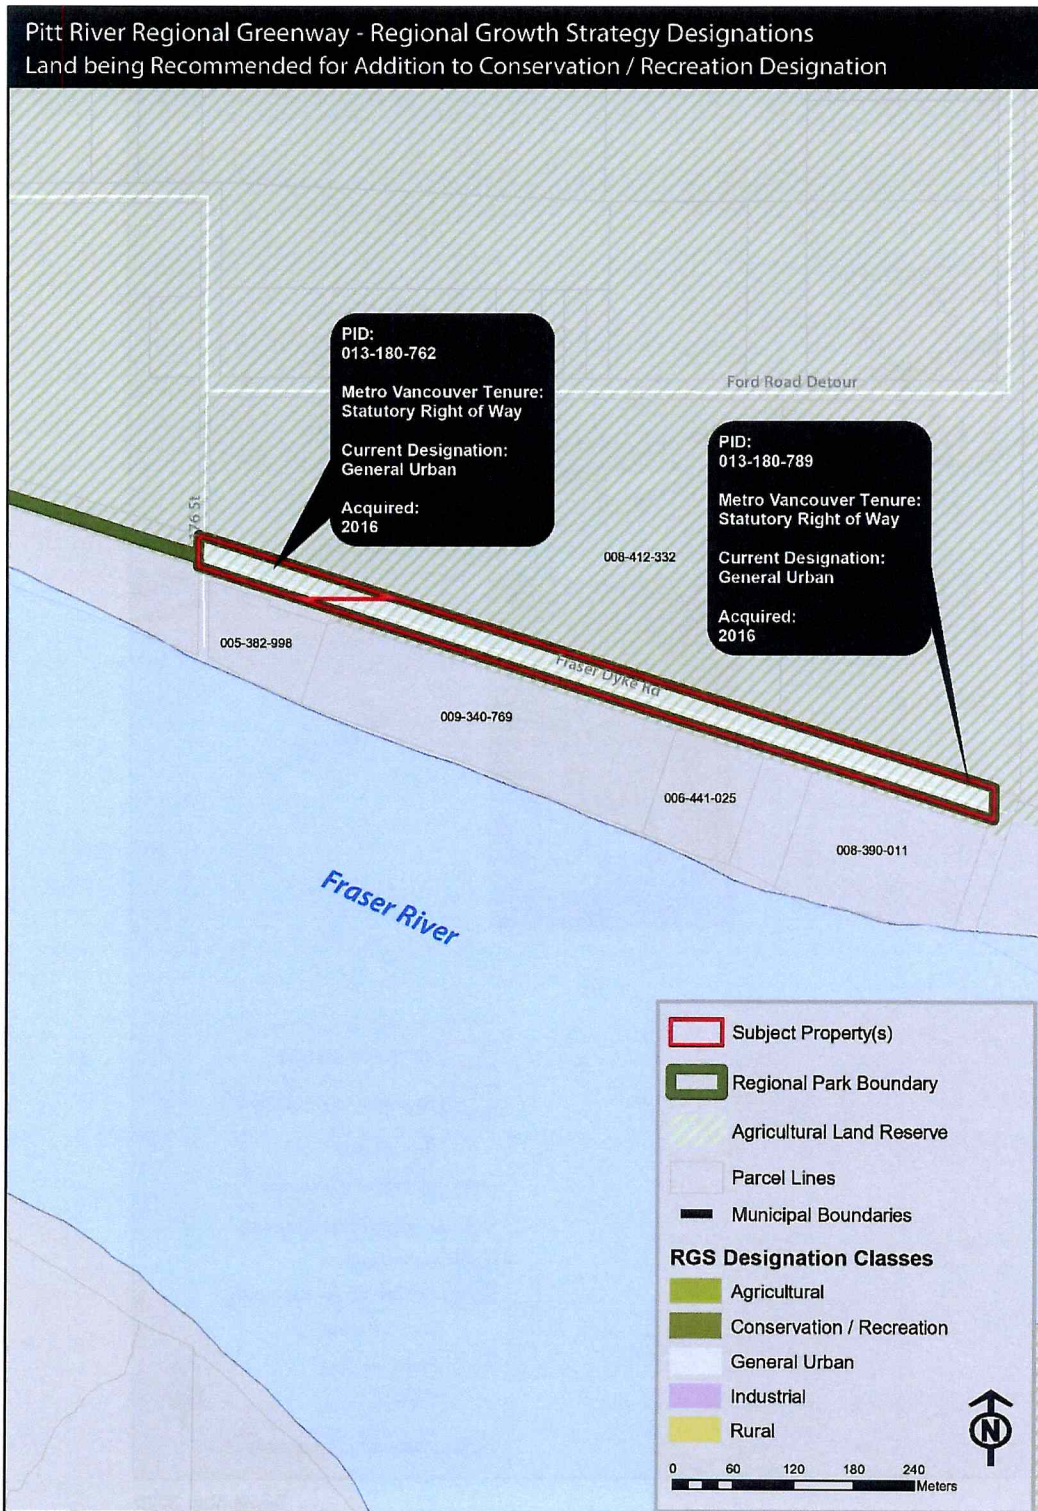 Pitt River Regional Greenway - Regional Growth Strategy Designations
Land being Recommended for Addition to Conservation / Recreation Designation
PID:
013-180-762
Metro Vancouver Tenure:
Statutory Right of Way
Current Designation:
General Urban
Acquired:
2016
Ford Road Detour
PID:
013-180-789
Metro Vancouver Tenure:
Statutory Right of Way
Current Designation:
General Urban
Acquired:
2016
176 St
008-412-332
005-382-998
Fraser Dyke Rd
009-340-769
006-441-025
008-390-011
Fraser River
Subject Property(s)
Regional Park Boundary
Agricultural Land Reserve
Parcel Lines
Municipal Boundaries
RGS Designation Classes
Agricultural
Conservation / Recreation
General Urban
Industrial
Rural
N
0 60 120 180 240
Meters